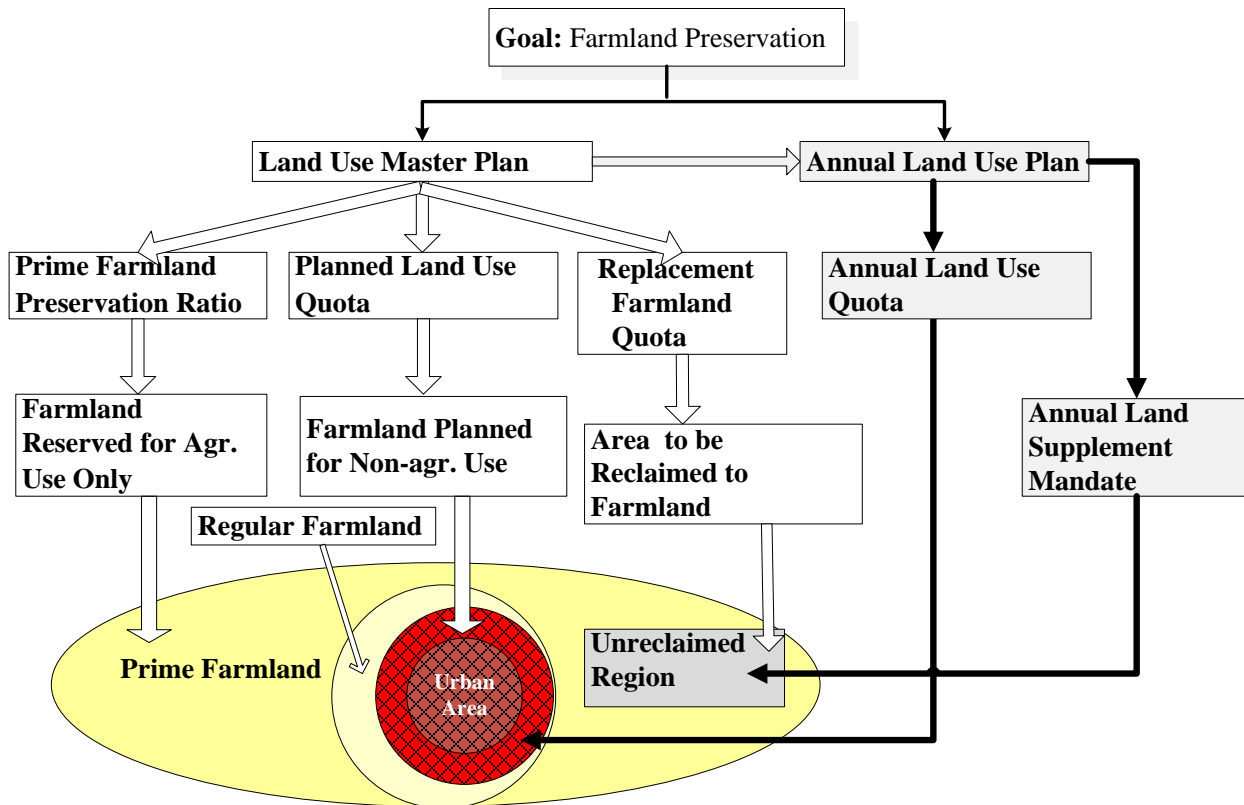 Goal: Farmland Preservation
Land Use Master Plan
Annual Land Use Plan
Prime Farmland
Preservation Ratio
Planned Land Use
Quota
Replacement
Farmland
Quota
Annual Land Use
Quota
Farmland
Reserved for Agr.
Use Only
Farmland Planned
for Non-agr. Use
Area to be
Reclaimed to
Farmland
Annual Land
Supplement
Mandate
Regular Farmland
Prime Farmland
Urban
Area
Unreclaimed
Region